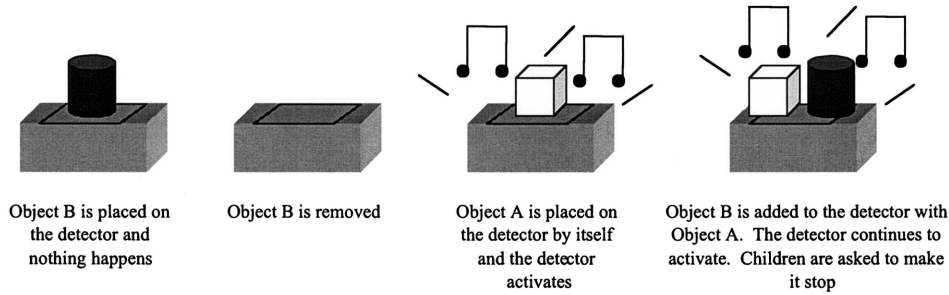 Object B is placed on
the detector and
nothing happens
Object B is removed
Object A is placed on
the detector by itself
and the detector
activates
Object B is added to the detector with
Object A. The detector continues to
activate. Children are asked to make
it stop